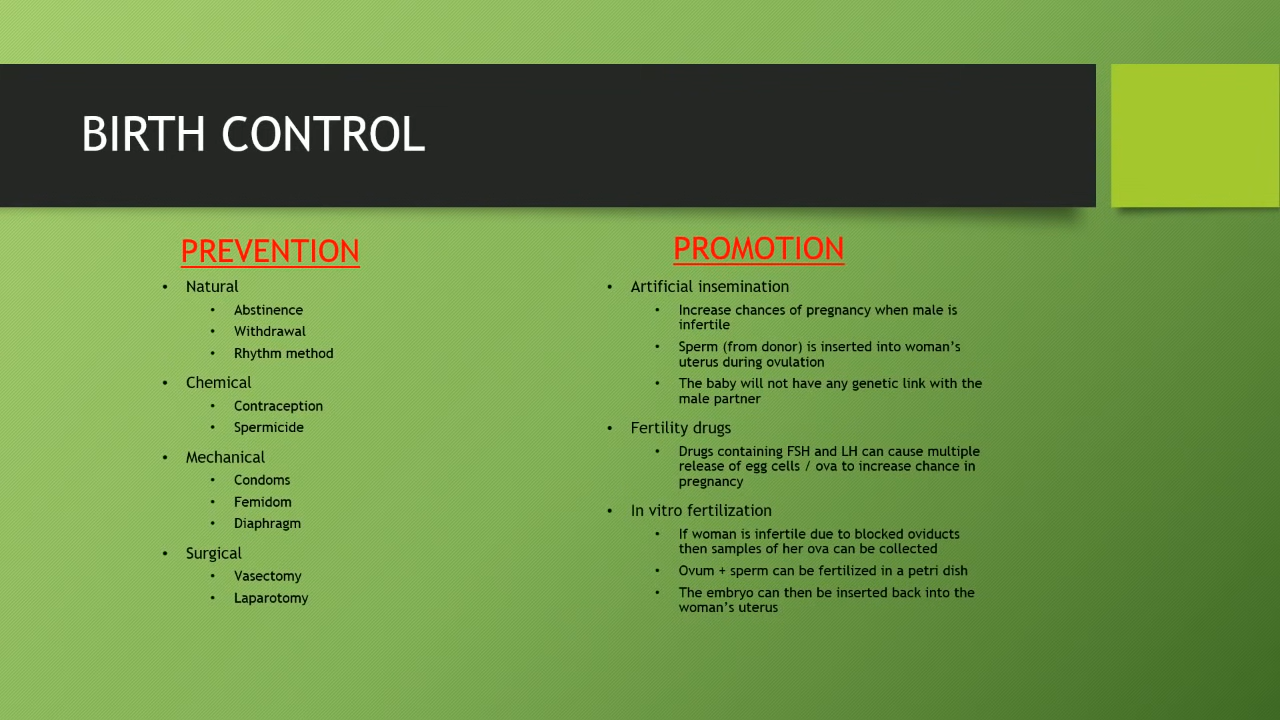 BIRTH CONTROL
PREVENTION
• Natural
• Abstinence
• Withdrawal
• Rhythm method
• Chemical
• Contraception
• Spermicide
• Mechanical
• Condoms
• Femidom
• Diaphragm
• Surgical
• Vasectomy
• Laparotomy
PROMOTION
• Artificial insemination
• Increase chances of pregnancy when male is
infertile
• Sperm (from donor) is inserted into woman's
uterus during ovulation
• The baby will not have any genetic link with the
male partner
• Fertility drugs
• Drugs containing FSH and LH can cause multiple
release of egg cells / ova to increase chance in
pregnancy
• In vitro fertilization
• If woman is infertile due to blocked oviducts
then samples of her ova can be collected
• Ovum + sperm can be fertilized in a petri dish
• The embryo can then be inserted back into the
woman's uterus